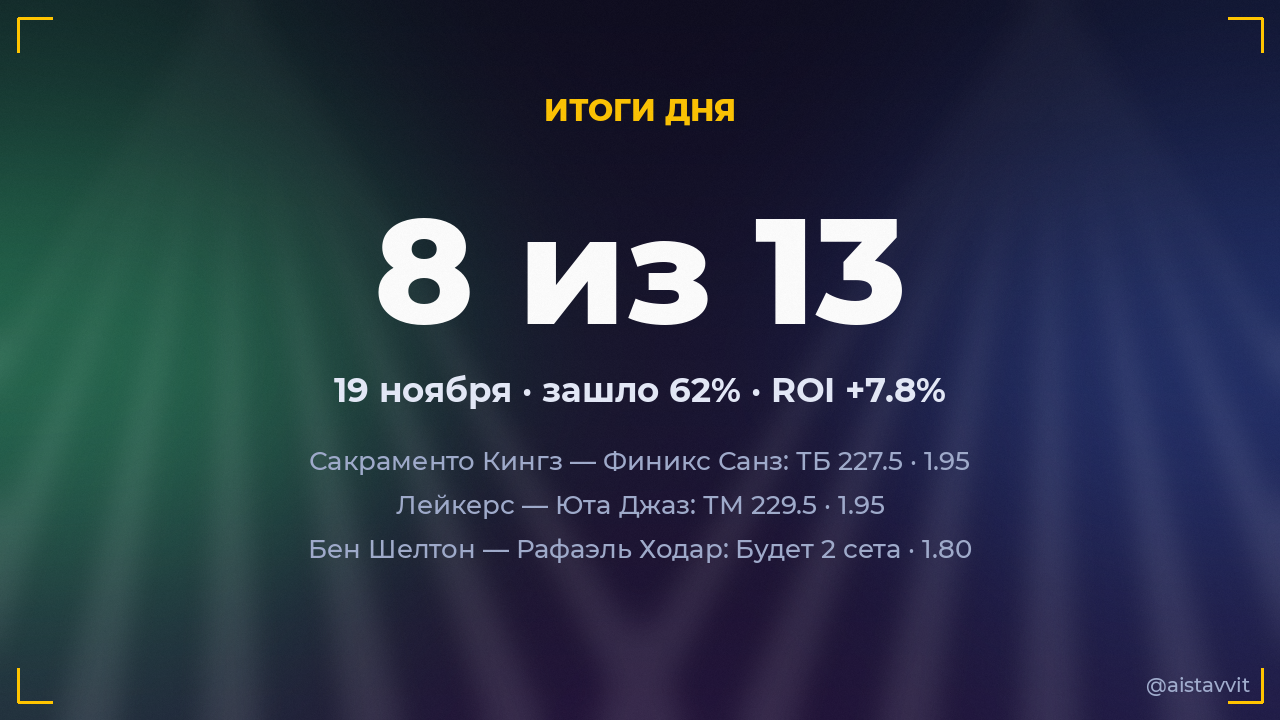 ИТОГИ ДНЯ
8 из 13
19 ноября · зашло 62% · ROI +7.8%
Сакраменто Кингз — Финикс Санз: ТБ 227.5 · 1.95
Лейкерс — Юта Джаз: ТМ 229.5 · 1.95
Бен Шелтон — Рафаэль Ходар: Будет 2 сета · 1.80
@aistavvit